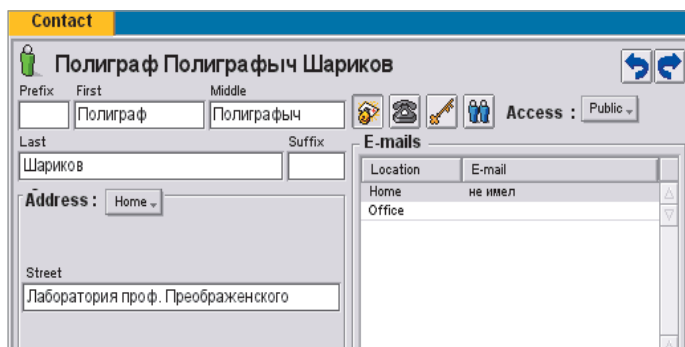 Contact
Полиграф Полиграфыч Шариков
Prefix First Middle
Полиграф Полиграфыч
Access : Public
Last Suffix
E-mails
Шариков
Location E-mail
Address : Home
Home не имел
Office
Street
Лаборатория проф. Преображенского